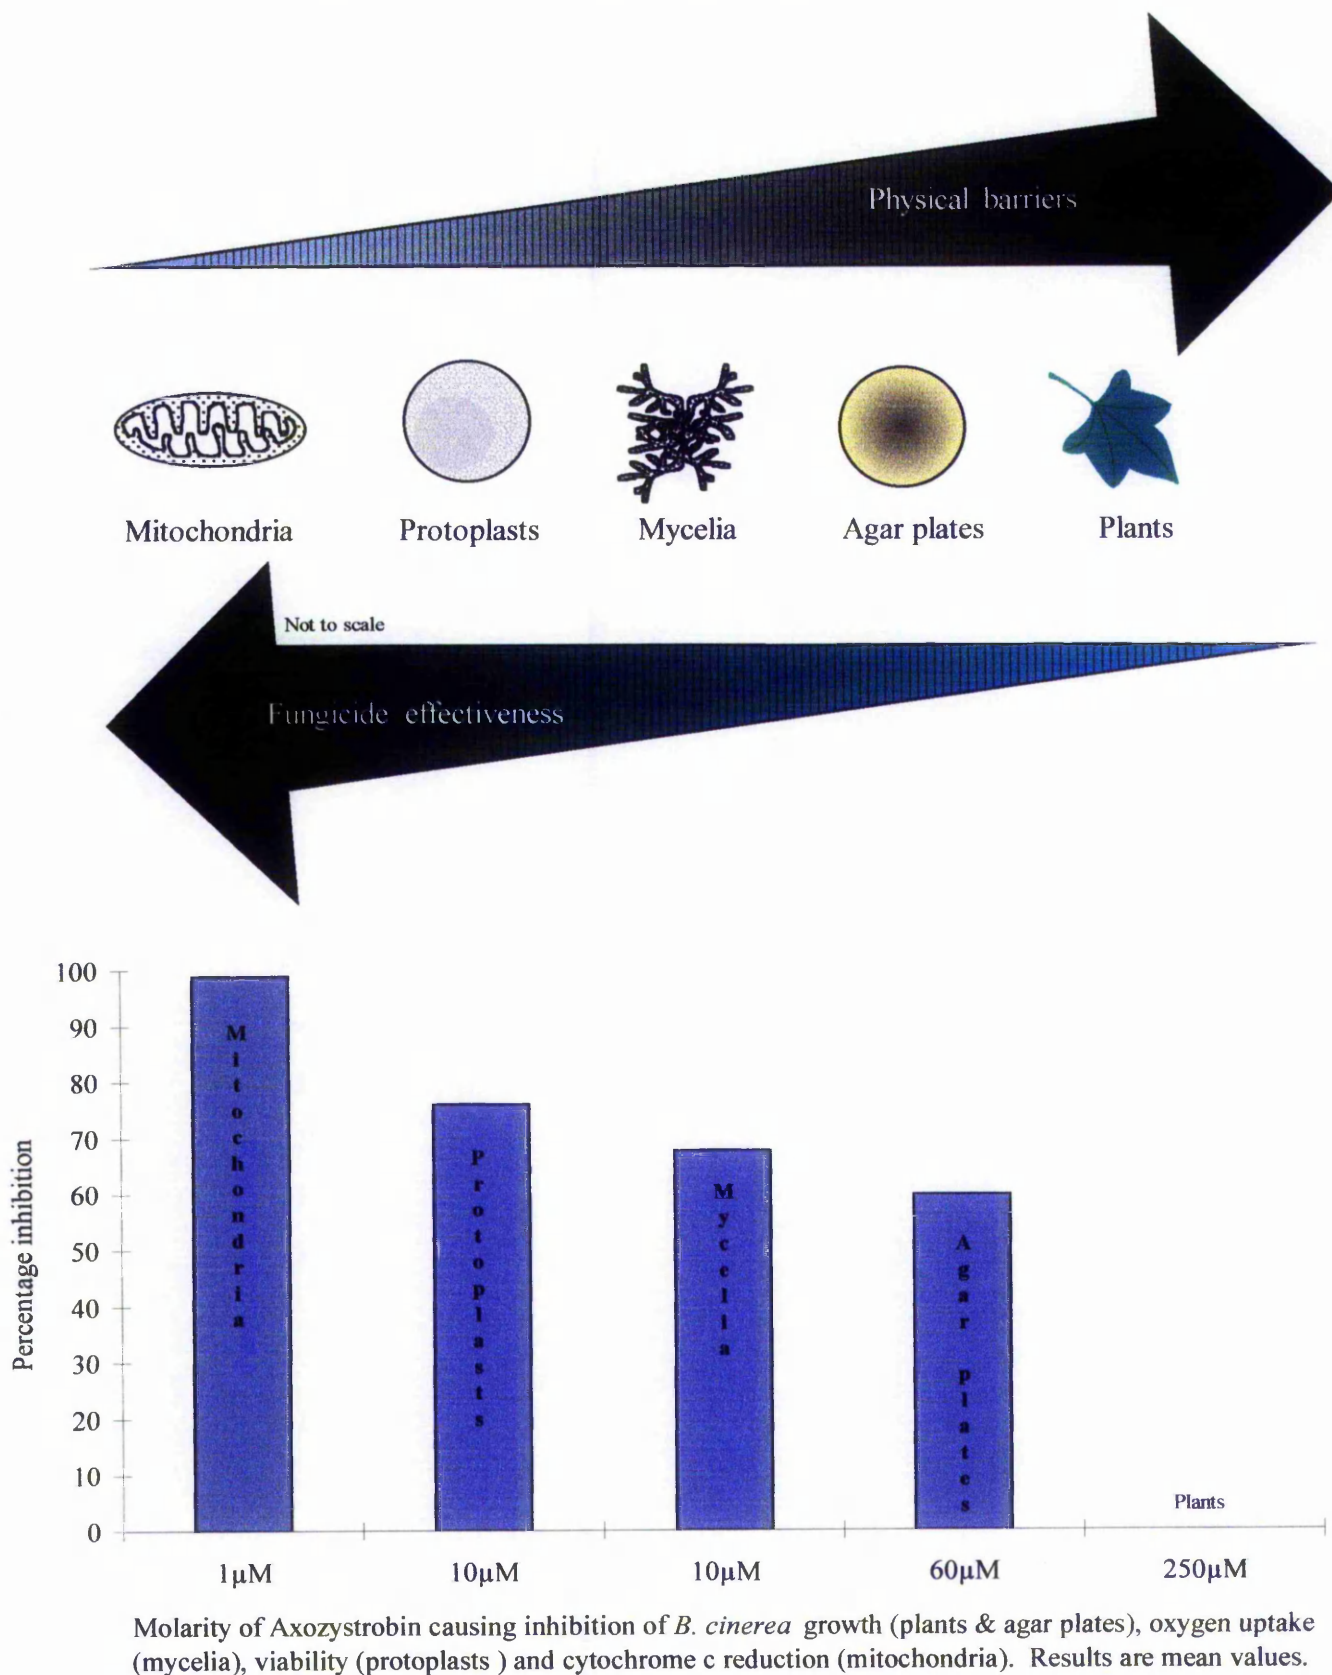 Physical barriers
Mitochondria
Protoplasts
Mycelia
Agar plates
Plants
Not to scale
Fungicide effectiveness
Percentage inhibition
100
90
80
70
60
50
40
30
20
10
0
Mitochondria
Protoplasts
Mycelia
Agar plates
Plants
1µM
10µM
10µM
60µM
250µM
Molarity of Axozystrobin causing inhibition of B. cinerea growth (plants & agar plates), oxygen uptake
(mycelia), viability (protoplasts ) and cytochrome c reduction (mitochondria). Results are mean values.